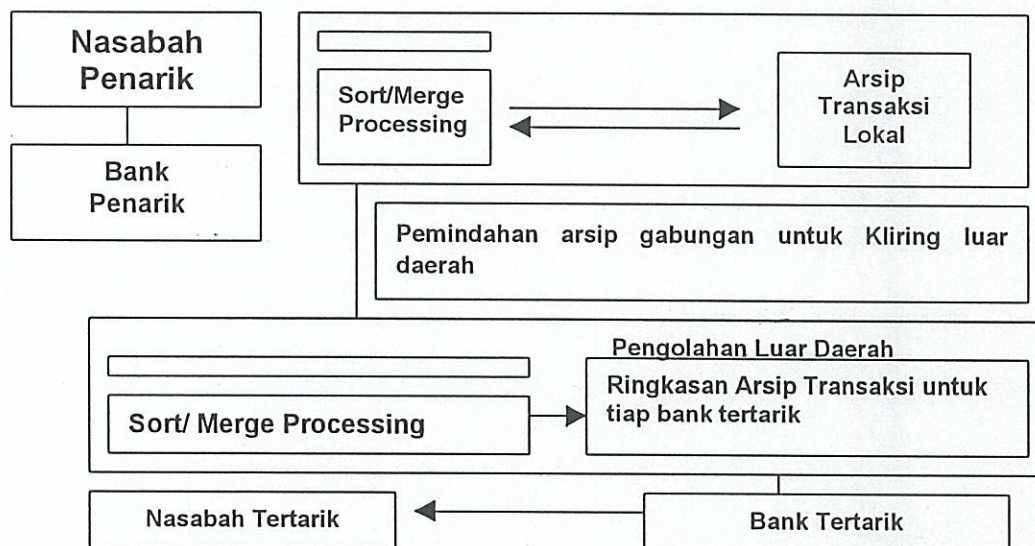 Nasabah
Penarik
Bank
Penarik
Sort/Merge
Processing
Arsip
Transaksi
Lokal
Pemindahan arsip gabungan untuk Kliring luar
daerah
Pengolahan Luar Daerah
Sort/ Merge Processing
Ringkasan Arsip Transaksi untuk
tiap bank tertarik
Nasabah Tertarik
Bank Tertarik